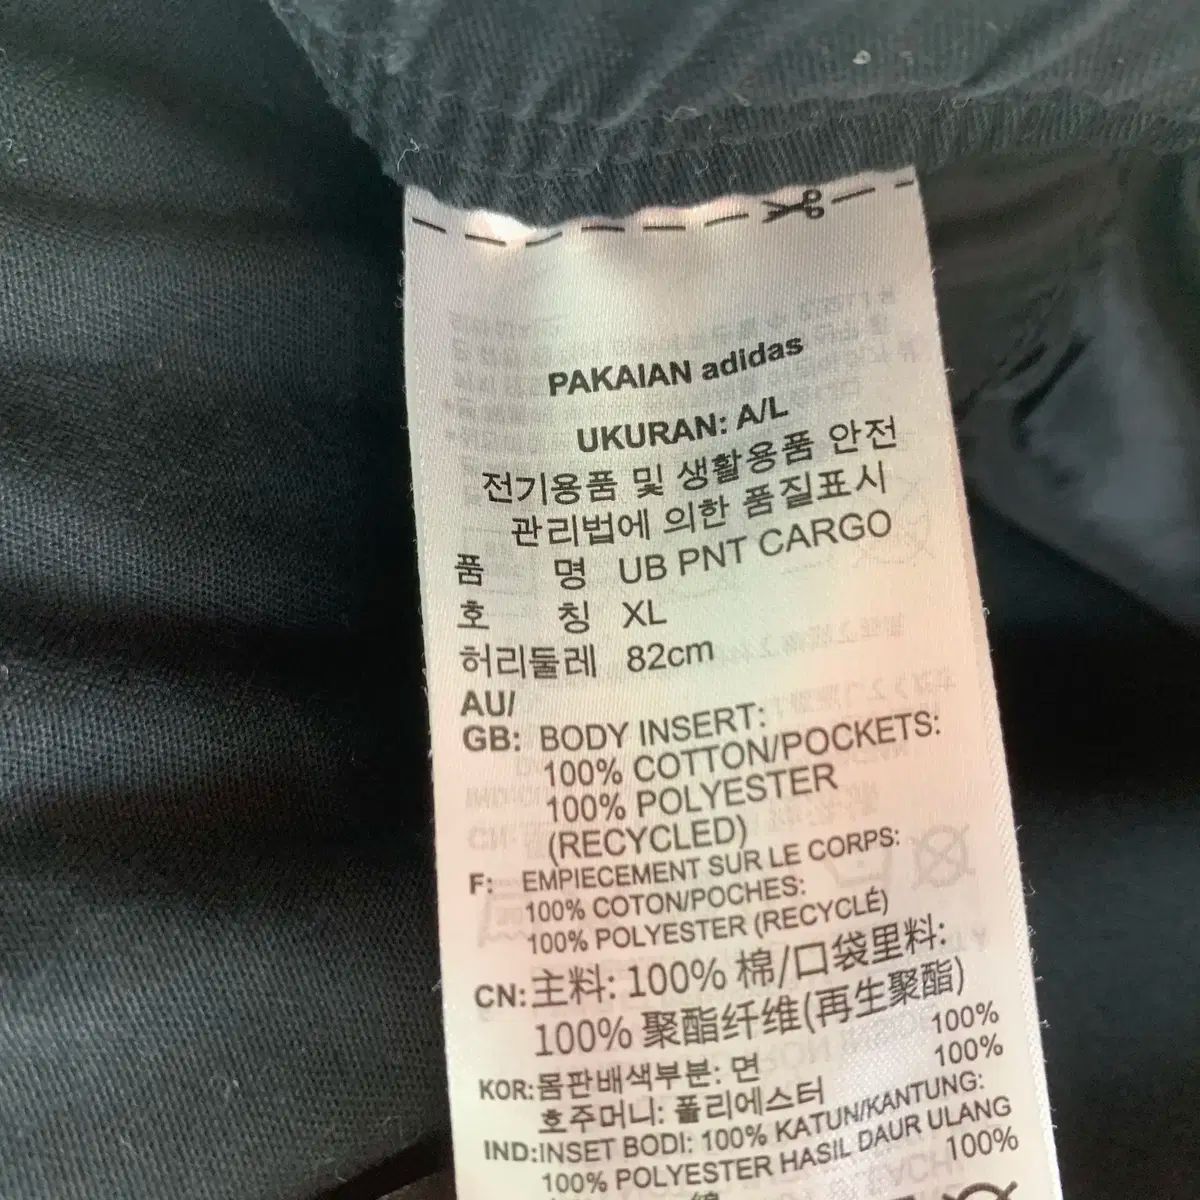 PAKAIAN adidas
UKURAN: A/L
전기용품 및 생활용품 안전
관리법에 의한 품질표시
품 명 UB PNT CARGO
호 칭 XL
허리둘레 82cm
AU/
GB: BODY INSERT:
100% COTTON/POCKETS:
100% POLYESTER
(RECYCLED)
F: EMPIECEMENT SUR LE CORPS:
100% COTON/POCHES:
100% POLYESTER (RECYCLÉ)
CN: 主料: 100% 棉/口袋里料:
100% 聚酯纤维(再生聚酯)
KOR: 몸판배색부분: 면 100%
호주머니: 폴리에스터 100%
IND: INSET BODI: 100% KATUN/KANTUNG:
100% POLYESTER HASIL DAUR ULANG
100%